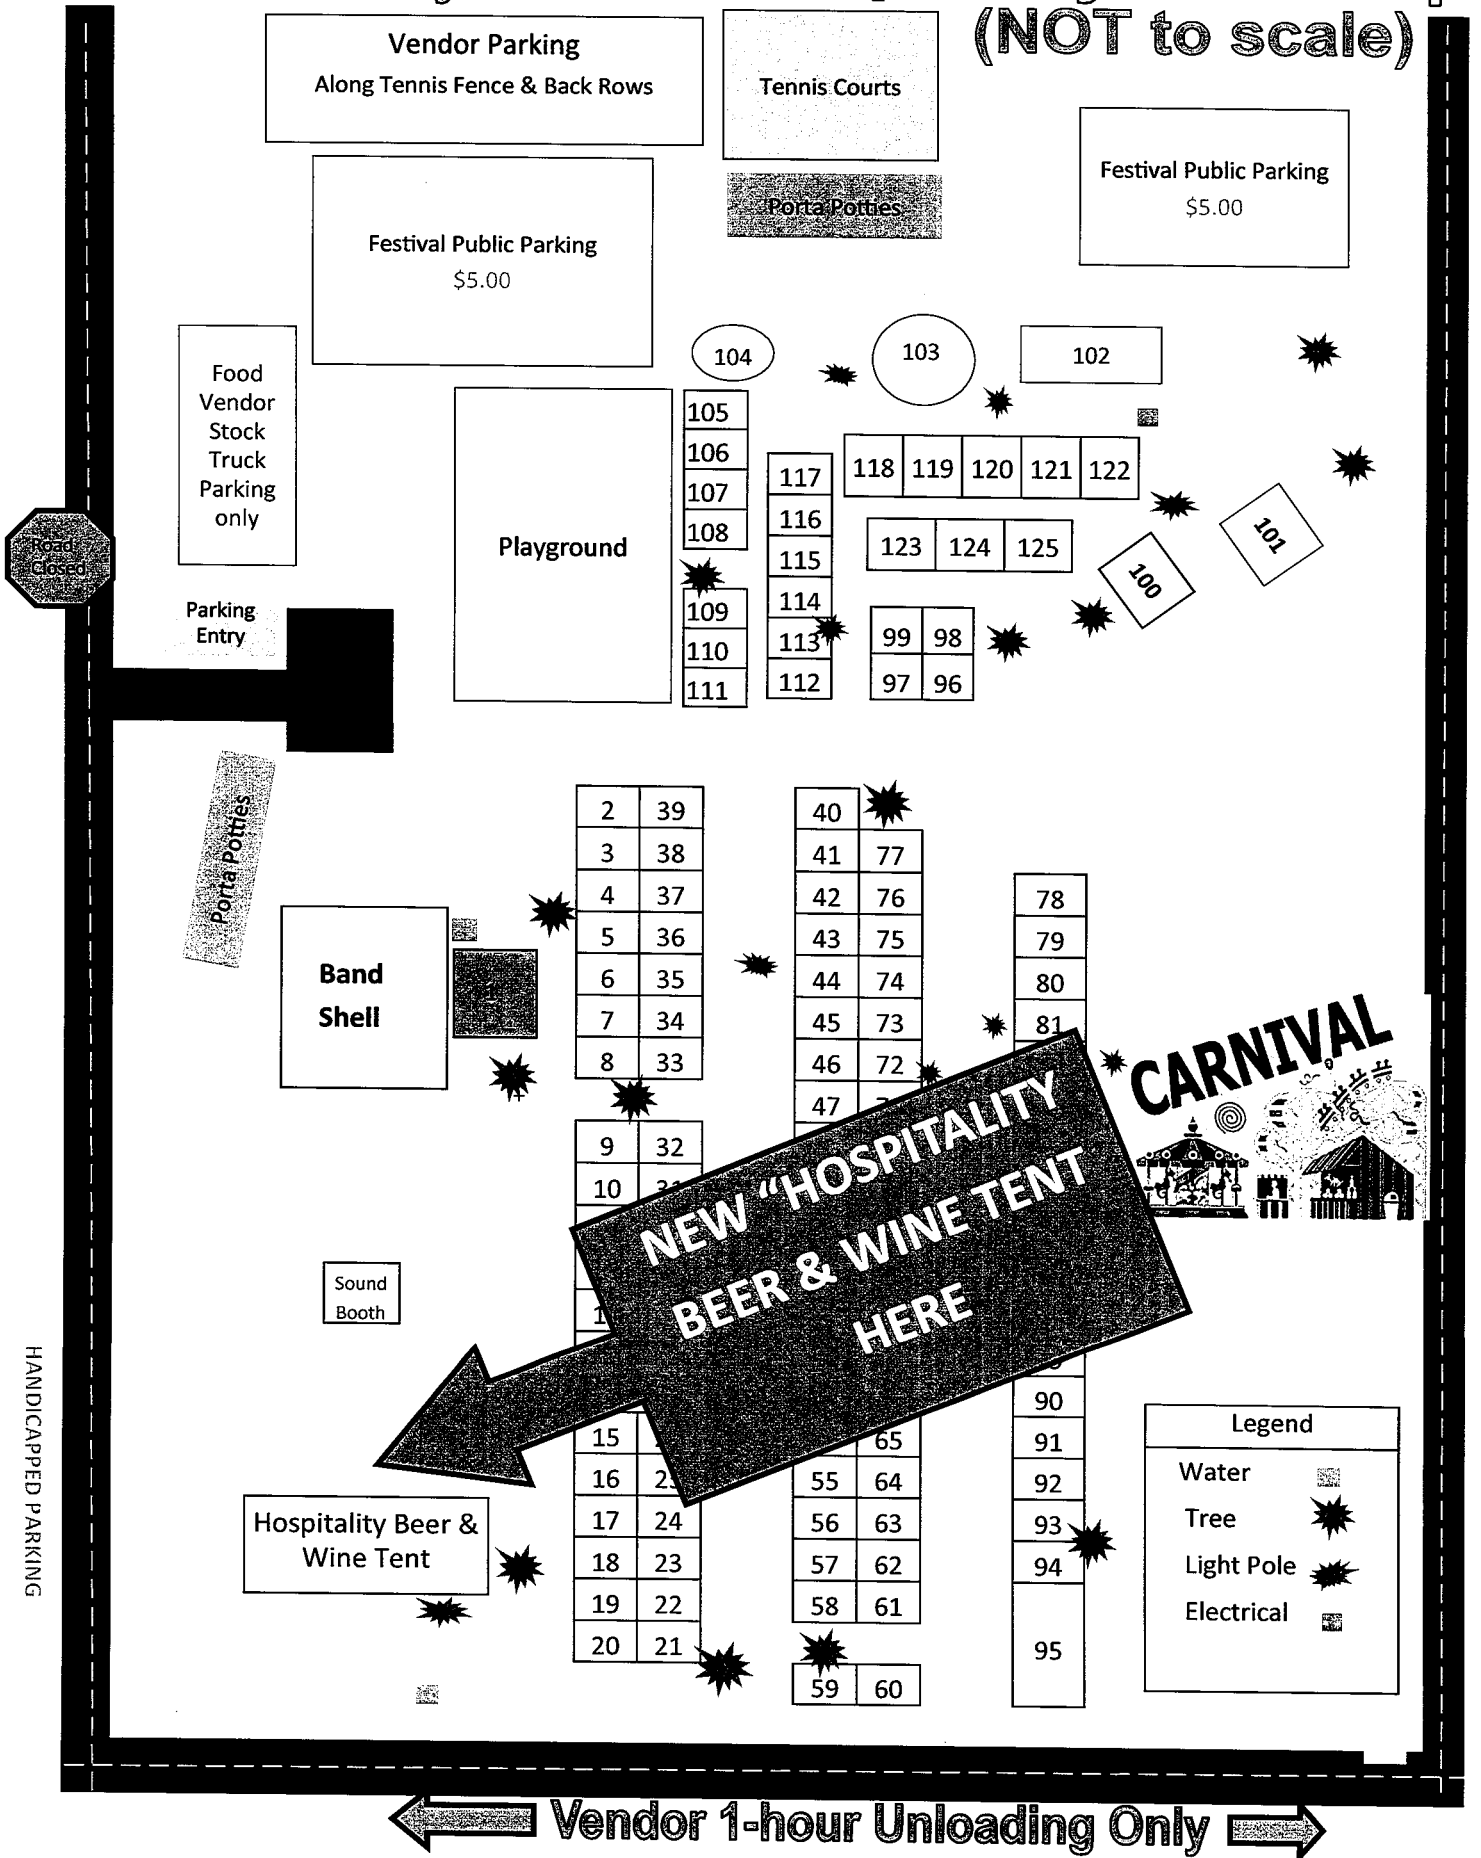 (NOT to scale)
Vendor Parking
Along Tennis Fence & Back Rows
Tennis Courts
Porta Potties
Festival Public Parking
$5.00
Festival Public Parking
$5.00
Food
Vendor
Stock
Truck
Parking
only
104
103
102
Playground
105
106
107
108
109
110
111
117
116
115
114
113
112
118 119 120 121 122
123 124 125
99 98
97 96
100
101
Road
Closed
Parking
Entry
Porta Potties
Band
Shell
2 39
3 38
4 37
5 36
6 35
7 34
8 33
9 32
10 31
40
41 77
42 76
43 75
44 74
45 73
46 72
47
78
79
80
81
CARNIVAL
NEW "HOSPITALITY
BEER & WINE TENT
HERE
Sound
Booth
HANDICAPPED PARKING
Hospitality Beer &
Wine Tent
15
16
17 24
18 23
19 22
20 21
65
55 64
56 63
57 62
58 61
59 60
90
91
92
93
94
95
Legend
Water
Tree
Light Pole
Electrical
Vendor 1-hour Unloading Only